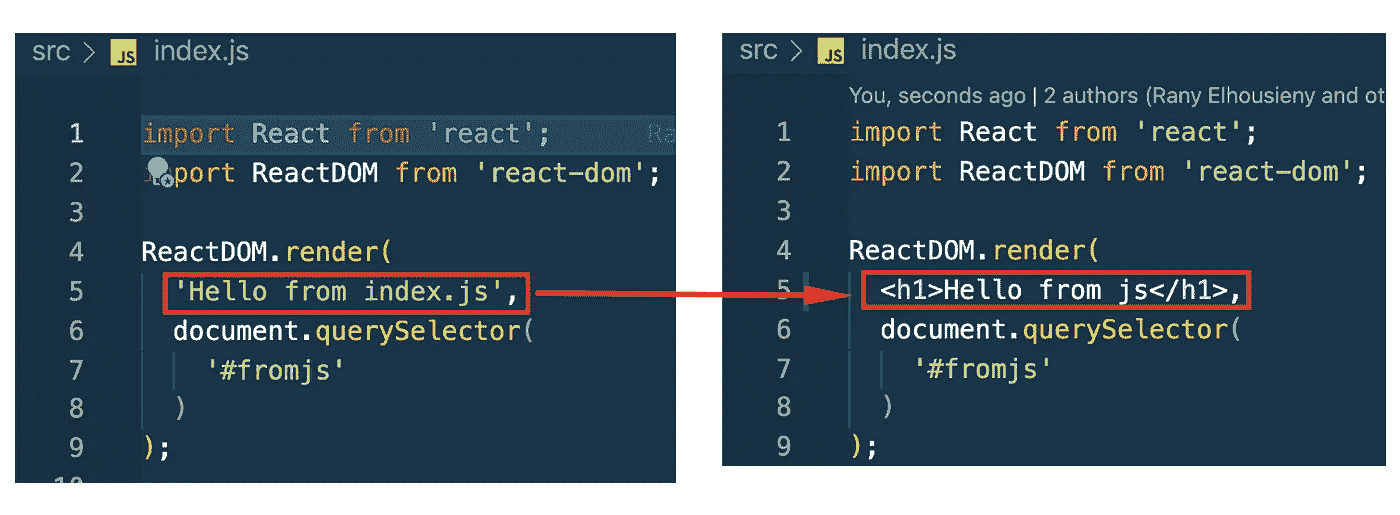 src > JS index.js
1 import React from 'react'; Ra
2 port ReactDOM from 'react-dom';
3
4 ReactDOM.render(
5 'Hello from index.js',
6 document.querySelector(
7 '#fromjs'
8 )
9 );
10
src > JS index.js
You, seconds ago | 2 authors (Rany Elhousieny and ot
1 import React from 'react';
2 import ReactDOM from 'react-dom';
3
4 ReactDOM.render(
5 <h1>Hello from js</h1>,
6 document.querySelector(
7 '#fromjs'
8 )
9 );